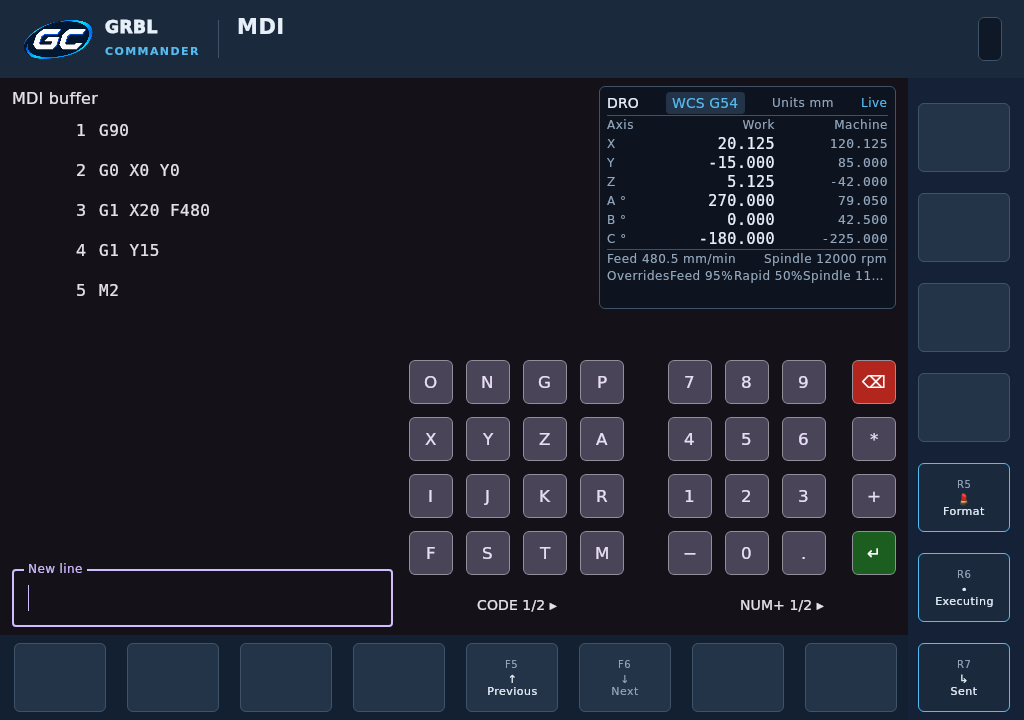 GC GRBL COMMANDER
MDI
MDI buffer
1 G90
2 G0 X0 Y0
3 G1 X20 F480
4 G1 Y15
5 M2
DRO WCS G54 Units mm Live
Axis Work Machine
X 20.125 120.125
Y -15.000 85.000
Z 5.125 -42.000
A ° 270.000 79.050
B ° 0.000 42.500
C ° -180.000 -225.000
Feed 480.5 mm/min Spindle 12000 rpm
OverridesFeed 95%Rapid 50%Spindle 11...
O N G P 7 8 9 ⌫
X Y Z A 4 5 6 *
I J K R 1 2 3 +
F S T M − 0 . ↵
New line
CODE 1/2 ▸ NUM+ 1/2 ▸
F5
↑
Previous
F6
↓
Next
R5
💄
Format
R6
•
Executing
R7
↳
Sent